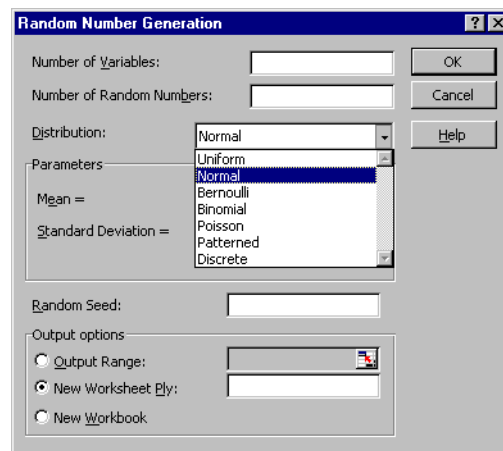 Random Number Generation
Number of Variables:
OK
Number of Random Numbers:
Cancel
Distribution:
Normal
Help
Uniform
Parameters
Normal
Bernoulli
Mean =
Binomial
Poisson
Standard Deviation =
Patterned
Discrete
Random Seed:
Output options
Output Range:
New Worksheet Ply:
New Workbook